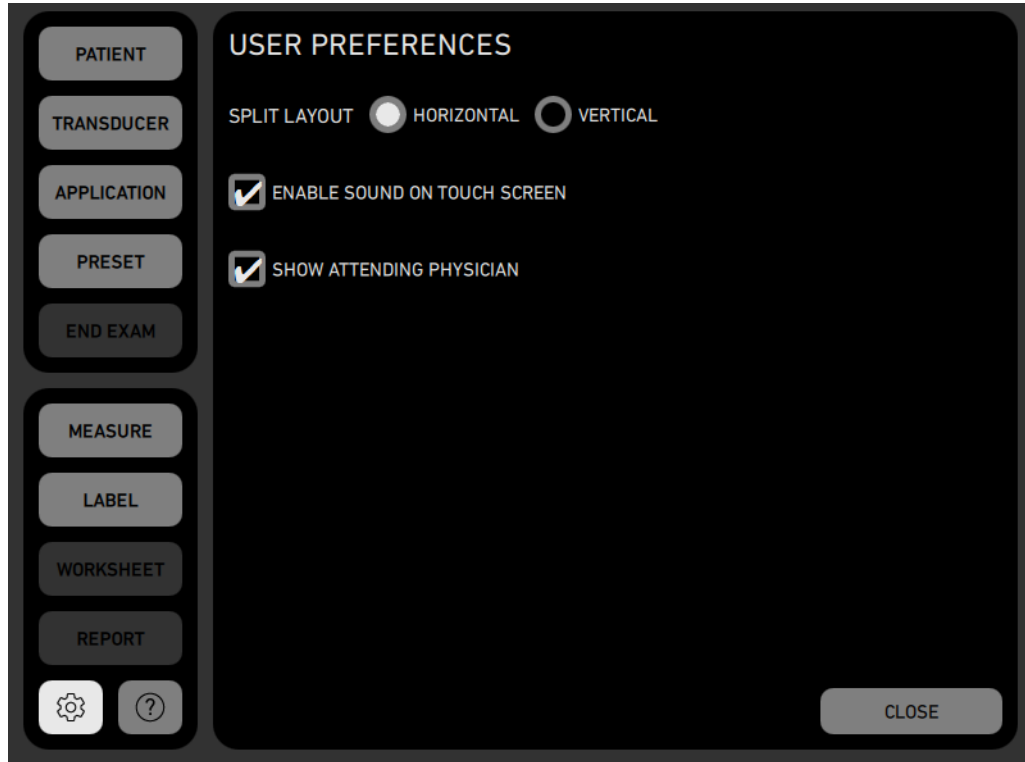 PATIENT
TRANSDUCER
APPLICATION
PRESET
END EXAM
MEASURE
LABEL
WORKSHEET
REPORT
?
USER PREFERENCES
SPLIT LAYOUT HORIZONTAL VERTICAL
ENABLE SOUND ON TOUCH SCREEN
SHOW ATTENDING PHYSICIAN
CLOSE